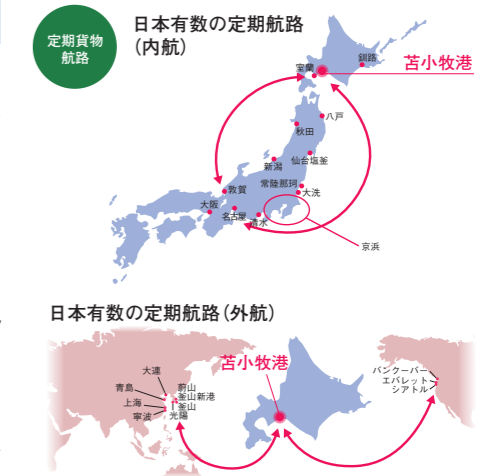 定期貨物
航路
日本有数の定期航路
(内航)
釧路
室蘭
苫小牧港
八戸
秋田
仙台塩釜
新潟
常陸那珂
敦賀
大洗
大阪
名古屋
清水
京浜
日本有数の定期航路(外航)
苫小牧港
大連
青島
上海
寧波
蔚山
釜山新港
釜山
光陽
バンクーバー
エバレット
シアトル